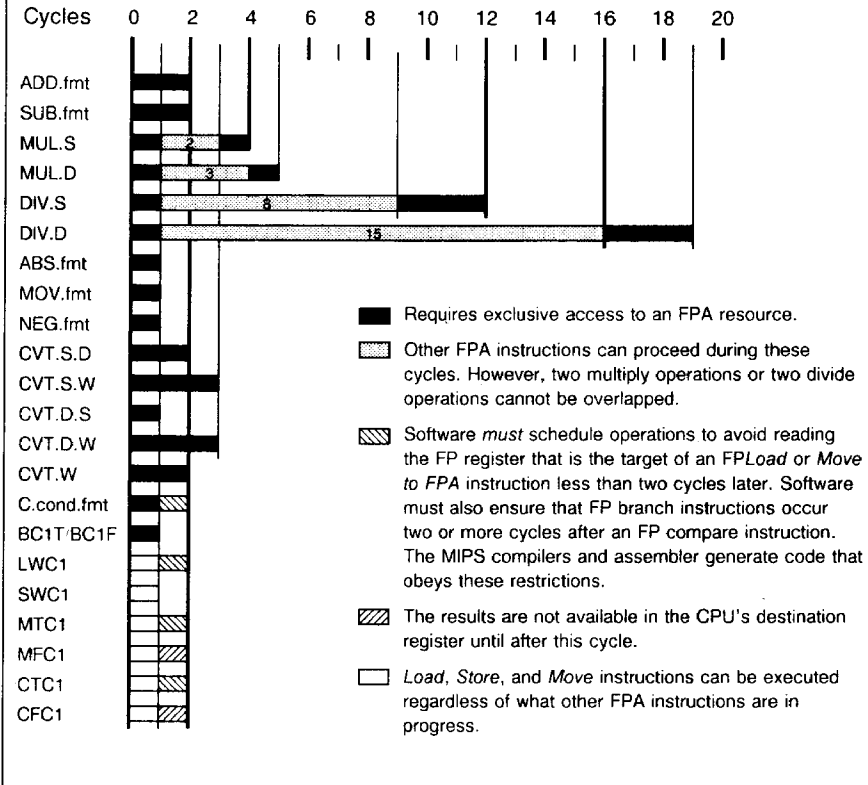 Cycles 0 2 4 6 8 10 12 14 16 18 20
ADD.fmt
SUB.fmt
MUL.S 2
MUL.D 3
DIV.S 8
DIV.D 15
ABS.fmt
MOV.fmt
NEG.fmt
CVT.S.D
CVT.S.W
CVT.D.S
CVT.D.W
CVT.W
C.cond.fmt
BC1T/BC1F
LWC1
SWC1
MTC1
MFC1
CTC1
CFC1
Requires exclusive access to an FPA resource.
Other FPA instructions can proceed during these
cycles. However, two multiply operations or two divide
operations cannot be overlapped.
Software must schedule operations to avoid reading
the FP register that is the target of an FPLoad or Move
to FPA instruction less than two cycles later. Software
must also ensure that FP branch instructions occur
two or more cycles after an FP compare instruction.
The MIPS compilers and assembler generate code that
obeys these restrictions.
The results are not available in the CPU's destination
register until after this cycle.
Load, Store, and Move instructions can be executed
regardless of what other FPA instructions are in
progress.